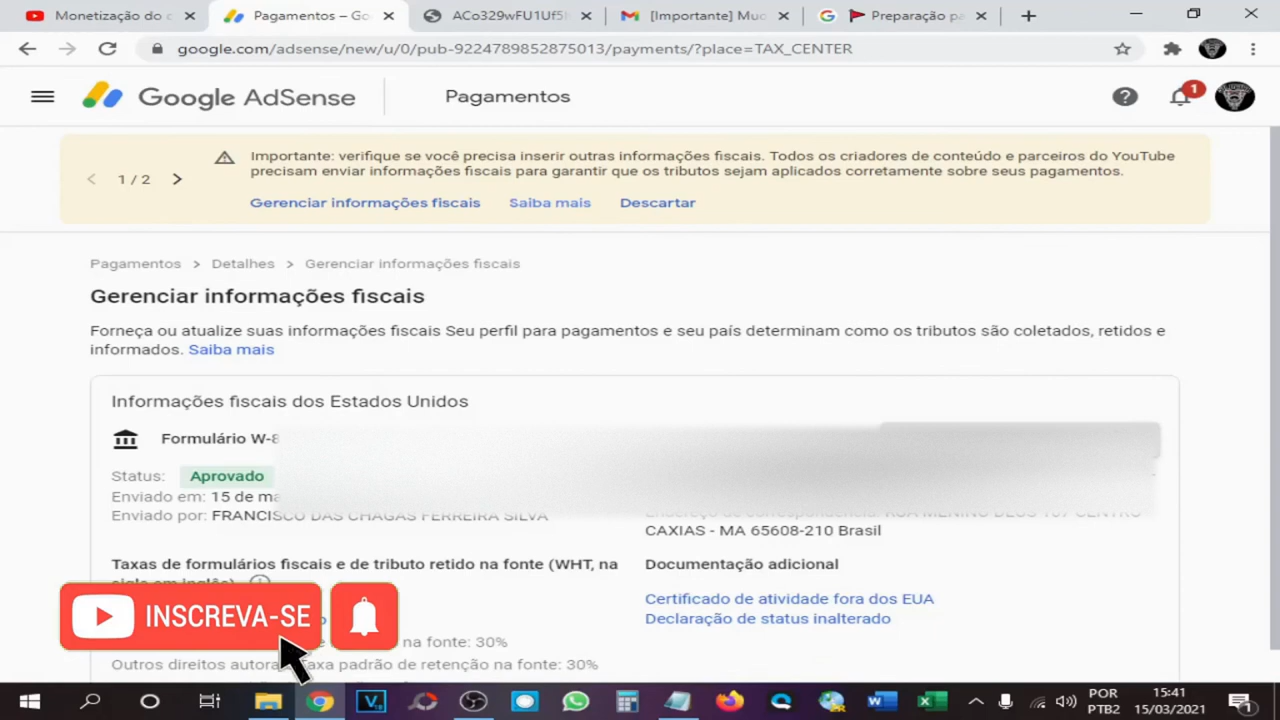 Monetização do c
Pagamentos – Go
ACo329wFU1Uf5
[Importante] Mud
Preparação pa
google.com/adsense/new/u/0/pub-9224789852875013/payments/?place=TAX_CENTER
Google AdSense
Pagamentos
1
1 / 2
Importante: verifique se você precisa inserir outras informações fiscais. Todos os criadores de conteúdo e parceiros do YouTube
precisam enviar informações fiscais para garantir que os tributos sejam aplicados corretamente sobre seus pagamentos.
Gerenciar informações fiscais Saiba mais Descartar
Pagamentos > Detalhes > Gerenciar informações fiscais
Gerenciar informações fiscais
Forneça ou atualize suas informações fiscais Seu perfil para pagamentos e seu país determinam como os tributos são coletados, retidos e
informados. Saiba mais
Informações fiscais dos Estados Unidos
Formulário W-8
Status: Aprovado
Enviado em: 15 de ma
Enviado por: FRANCISCO DAS CHAGAS FERREIRA SILVA
CAXIAS - MA 65608-210 Brasil
Taxas de formulários fiscais e de tributo retido na fonte (WHT, na
sigla em inglês)
Documentação adicional
Certificado de atividade fora dos EUA
Declaração de status inalterado
INSCREVA-SE
na fonte: 30%
Outros direitos autora Taxa padrão de retenção na fonte: 30%
POR
PTB2
15:41
15/03/2021
1